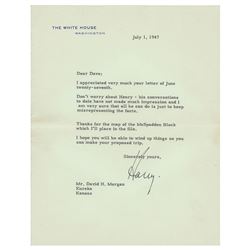 THE WHITE HOUSE
WASHINGTON
July 1, 1947
Dear Dave:
I appreciated very much your letter of June
twenty-seventh.
Don't worry about Henry - his conversations
to date have not made much impression and I
am very sure that all he can do is just to keep
misrepresenting the facts.
Thanks for the map of the McSpadden Block
which I'll place in the file.
I hope you will be able to wind up things so you
can make your proposed trip.
Sincerely yours,
Harry
Mr. David H. Morgan
Eureka
Kansas